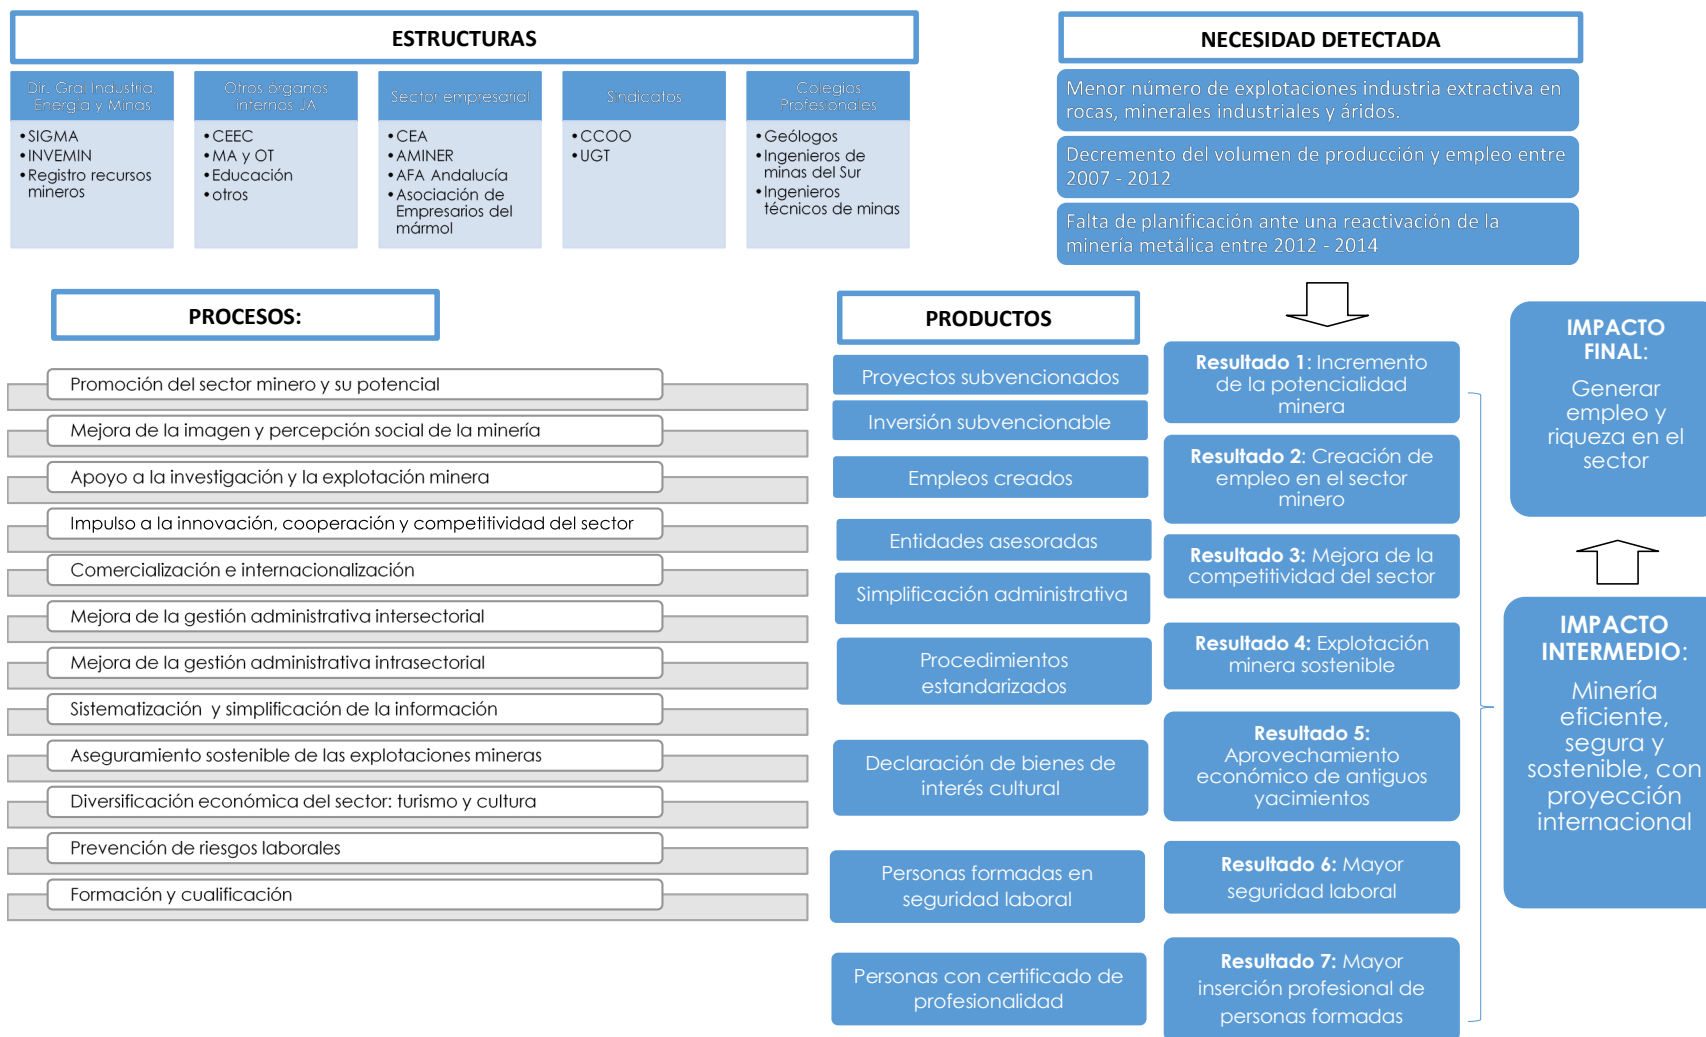 ESTRUCTURAS
Dir. Gral Industria,
Energía y Minas
• SIGMA
• INVEMIN
• Registro recursos
mineros
Otros órganos
internos JA
• CEEC
• MA y OT
• Educación
• otros
Sector empresarial
• CEA
• AMINER
• AFA Andalucía
• Asociación de
Empresarios del
mármol
Sindicatos
• CCOO
• UGT
Colegios
Profesionales
• Geólogos
• Ingenieros de
minas del Sur
• Ingenieros
técnicos de minas
NECESIDAD DETECTADA
Menor número de explotaciones industria extractiva en
rocas, minerales industriales y áridos.
Decremento del volumen de producción y empleo entre
2007 - 2012
Falta de planificación ante una reactivación de la
minería metálica entre 2012 - 2014
PROCESOS:
Promoción del sector minero y su potencial
Mejora de la imagen y percepción social de la minería
Apoyo a la investigación y la explotación minera
Impulso a la innovación, cooperación y competitividad del sector
Comercialización e internacionalización
Mejora de la gestión administrativa intersectorial
Mejora de la gestión administrativa intrasectorial
Sistematización y simplificación de la información
Aseguramiento sostenible de las explotaciones mineras
Diversificación económica del sector: turismo y cultura
Prevención de riesgos laborales
Formación y cualificación
PRODUCTOS
Proyectos subvencionados
Inversión subvencionable
Empleos creados
Entidades asesoradas
Simplificación administrativa
Procedimientos
estandarizados
Declaración de bienes de
interés cultural
Personas formadas en
seguridad laboral
Personas con certificado de
profesionalidad
Resultado 1: Incremento
de la potencialidad
minera
Resultado 2: Creación de
empleo en el sector
minero
Resultado 3: Mejora de la
competitividad del sector
Resultado 4: Explotación
minera sostenible
Resultado 5:
Aprovechamiento
económico de antiguos
yacimientos
Resultado 6: Mayor
seguridad laboral
Resultado 7: Mayor
inserción profesional de
personas formadas
IMPACTO
FINAL:
Generar
empleo y
riqueza en el
sector
IMPACTO
INTERMEDIO:
Minería
eficiente,
segura y
sostenible, con
proyección
internacional